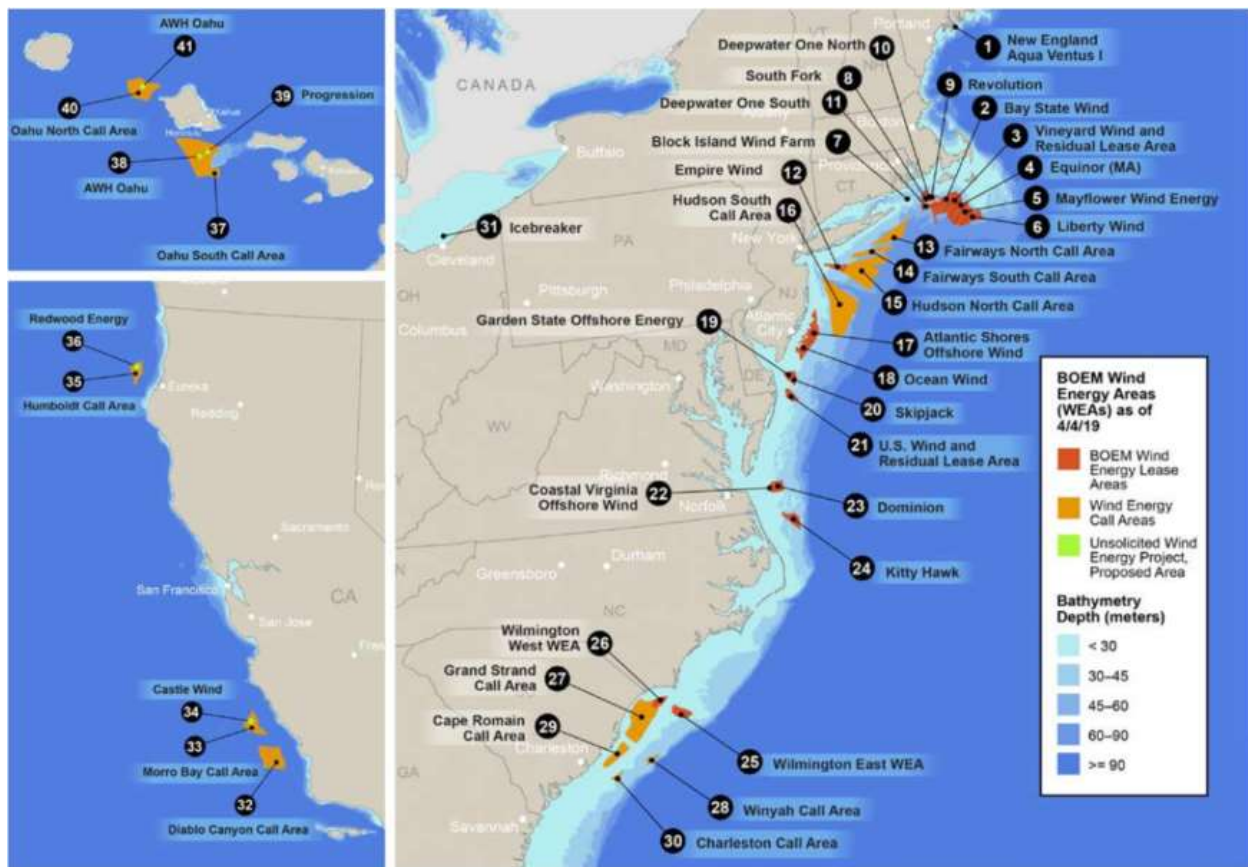 AWH Oahu
41
39
Progression
40
Oahu North Call Area
Kailua
Honolulu
38
AWH Oahu
37
Oahu South Call Area
Redwood Energy
36
35
Humboldt Call Area
Eureka
Redding
Sacramento
San Francisco
CA
San Jose
Castle Wind
34
33
Morro Bay Call Area
32
Diablo Canyon Call Area
CANADA
VT
NH
Portland
1
New England
Aqua Ventus I
Deepwater One North
10
South Fork
8
9
Revolution
Deepwater One South
11
2
Bay State Wind
Albany
Boston
Block Island Wind Farm
7
3
Vineyard Wind and
Residual Lease Area
Buffalo
Providence
Empire Wind
12
CT
4
Equinor (MA)
Hudson South
Call Area
16
5
Mayflower Wind Energy
6
Liberty Wind
31
Icebreaker
PA
New York
13
Fairways North Call Area
Cleveland
14
Fairways South Call Area
Pittsburgh
Philadelphia
NJ
15
Hudson North Call Area
OH
Columbus
Garden State Offshore Energy
19
Atlantic
City
17
Atlantic Shores
Offshore Wind
MD
Washington
DE
18
Ocean Wind
20
Skipjack
WV
21
U.S. Wind and
Residual Lease Area
Richmond
VA
Coastal Virginia
Offshore Wind
22
Norfolk
23
Dominion
Durham
Greensboro
24
Kitty Hawk
NC
Wilmington
West WEA
26
Grand Strand
Call Area
27
Cape Romain
Call Area
29
Charleston
25
Wilmington East WEA
GA
28
Winyah Call Area
Savannah
30
Charleston Call Area
BOEM Wind
Energy Areas
(WEAs) as of
4/4/19
BOEM Wind
Energy Lease
Areas
Wind Energy
Call Areas
Unsolicited Wind
Energy Project,
Proposed Area
Bathymetry
Depth (meters)
< 30
30–45
45–60
60–90
>= 90